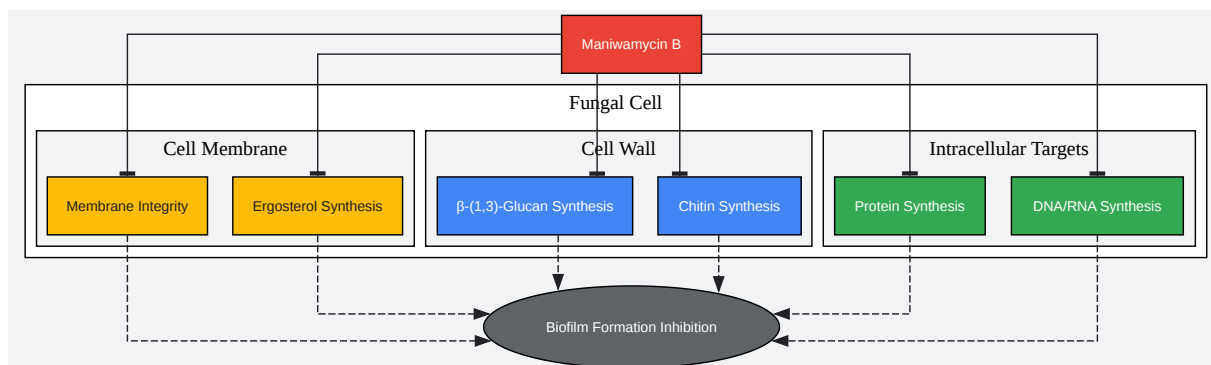 Maniwamycin B
Fungal Cell
Cell Membrane
Cell Wall
Intracellular Targets
Membrane Integrity
Ergosterol Synthesis
β-(1,3)-Glucan Synthesis
Chitin Synthesis
Protein Synthesis
DNA/RNA Synthesis
Biofilm Formation Inhibition